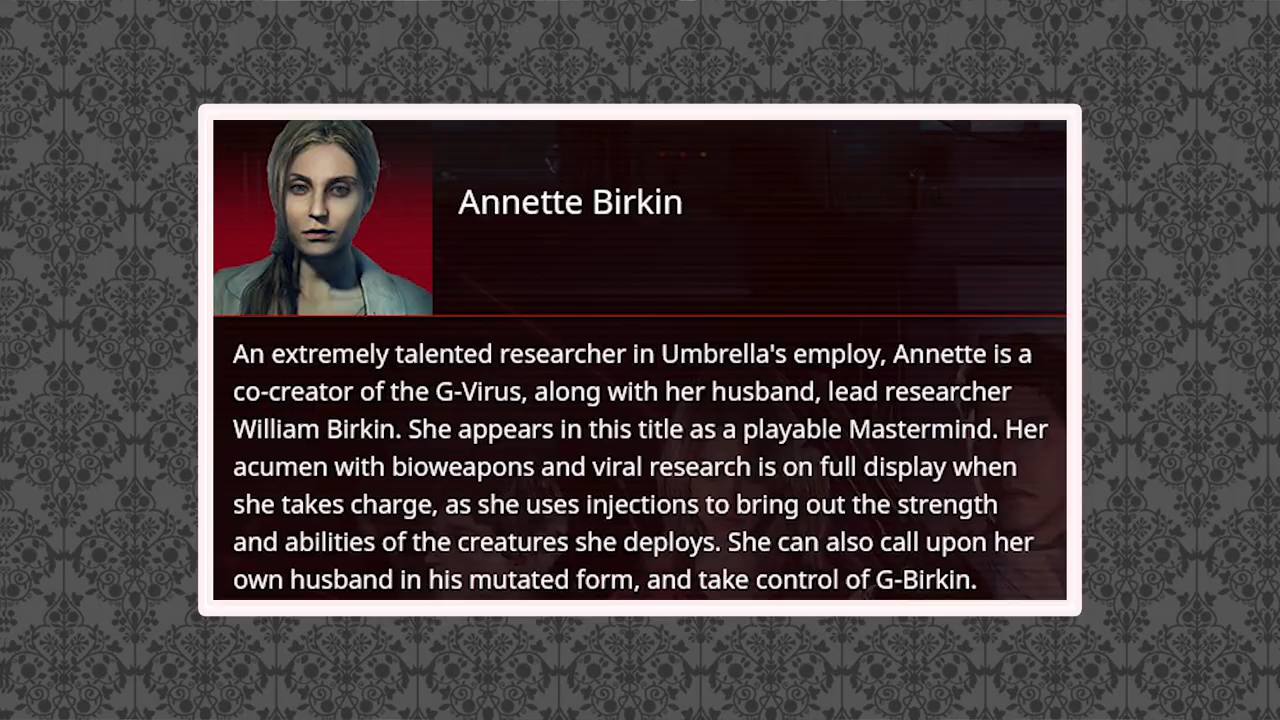 Annette Birkin
An extremely talented researcher in Umbrella's employ, Annette is a
co-creator of the G-Virus, along with her husband, lead researcher
William Birkin. She appears in this title as a playable Mastermind. Her
acumen with bioweapons and viral research is on full display when
she takes charge, as she uses injections to bring out the strength
and abilities of the creatures she deploys. She can also call upon her
own husband in his mutated form, and take control of G-Birkin.